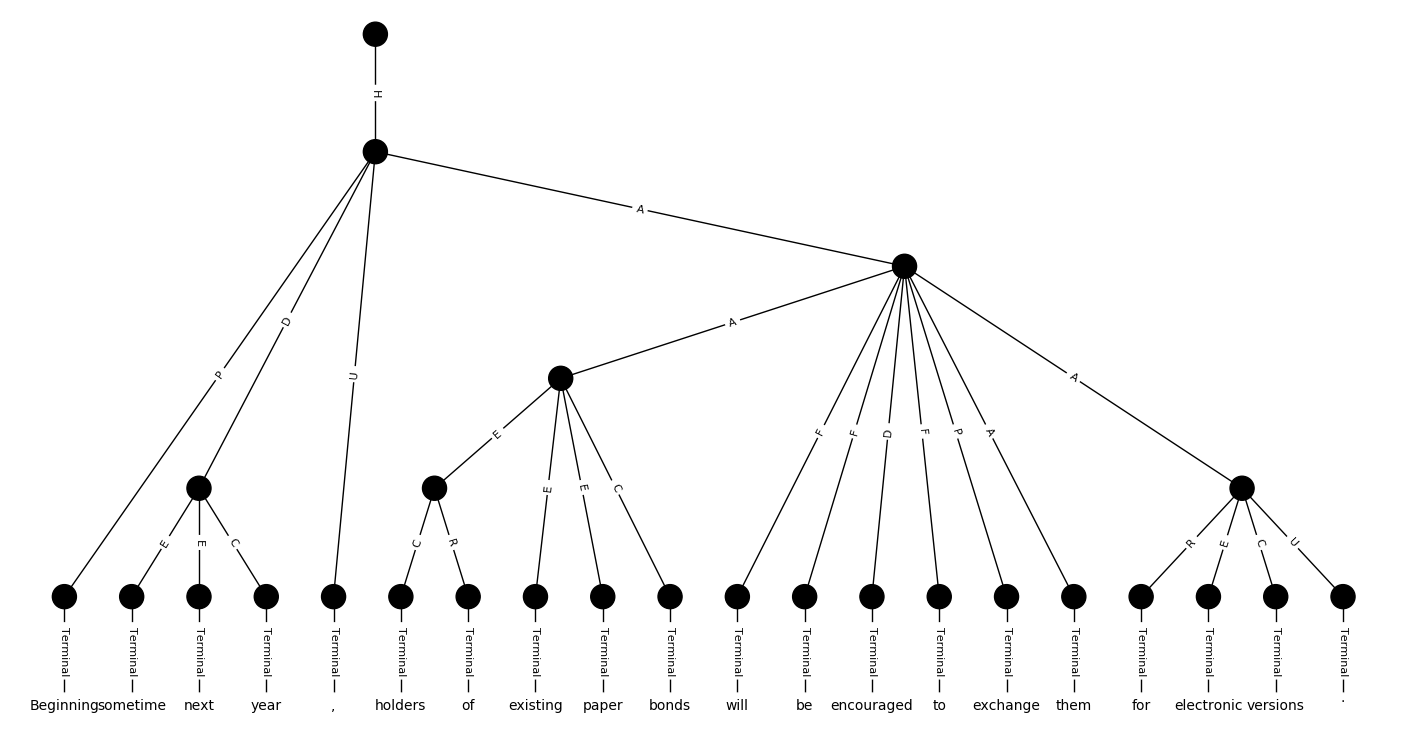 H
A
D
A
P
U
A
F
F
D
F
P
A
E
E
E
C
E
E
C
C
R
R
E
C
U
Terminal Terminal Terminal Terminal Terminal Terminal Terminal Terminal Terminal Terminal Terminal Terminal Terminal Terminal Terminal Terminal Terminal Terminal Terminal Terminal
Beginning sometime next year , holders of existing paper bonds will be encouraged to exchange them for electronic versions .